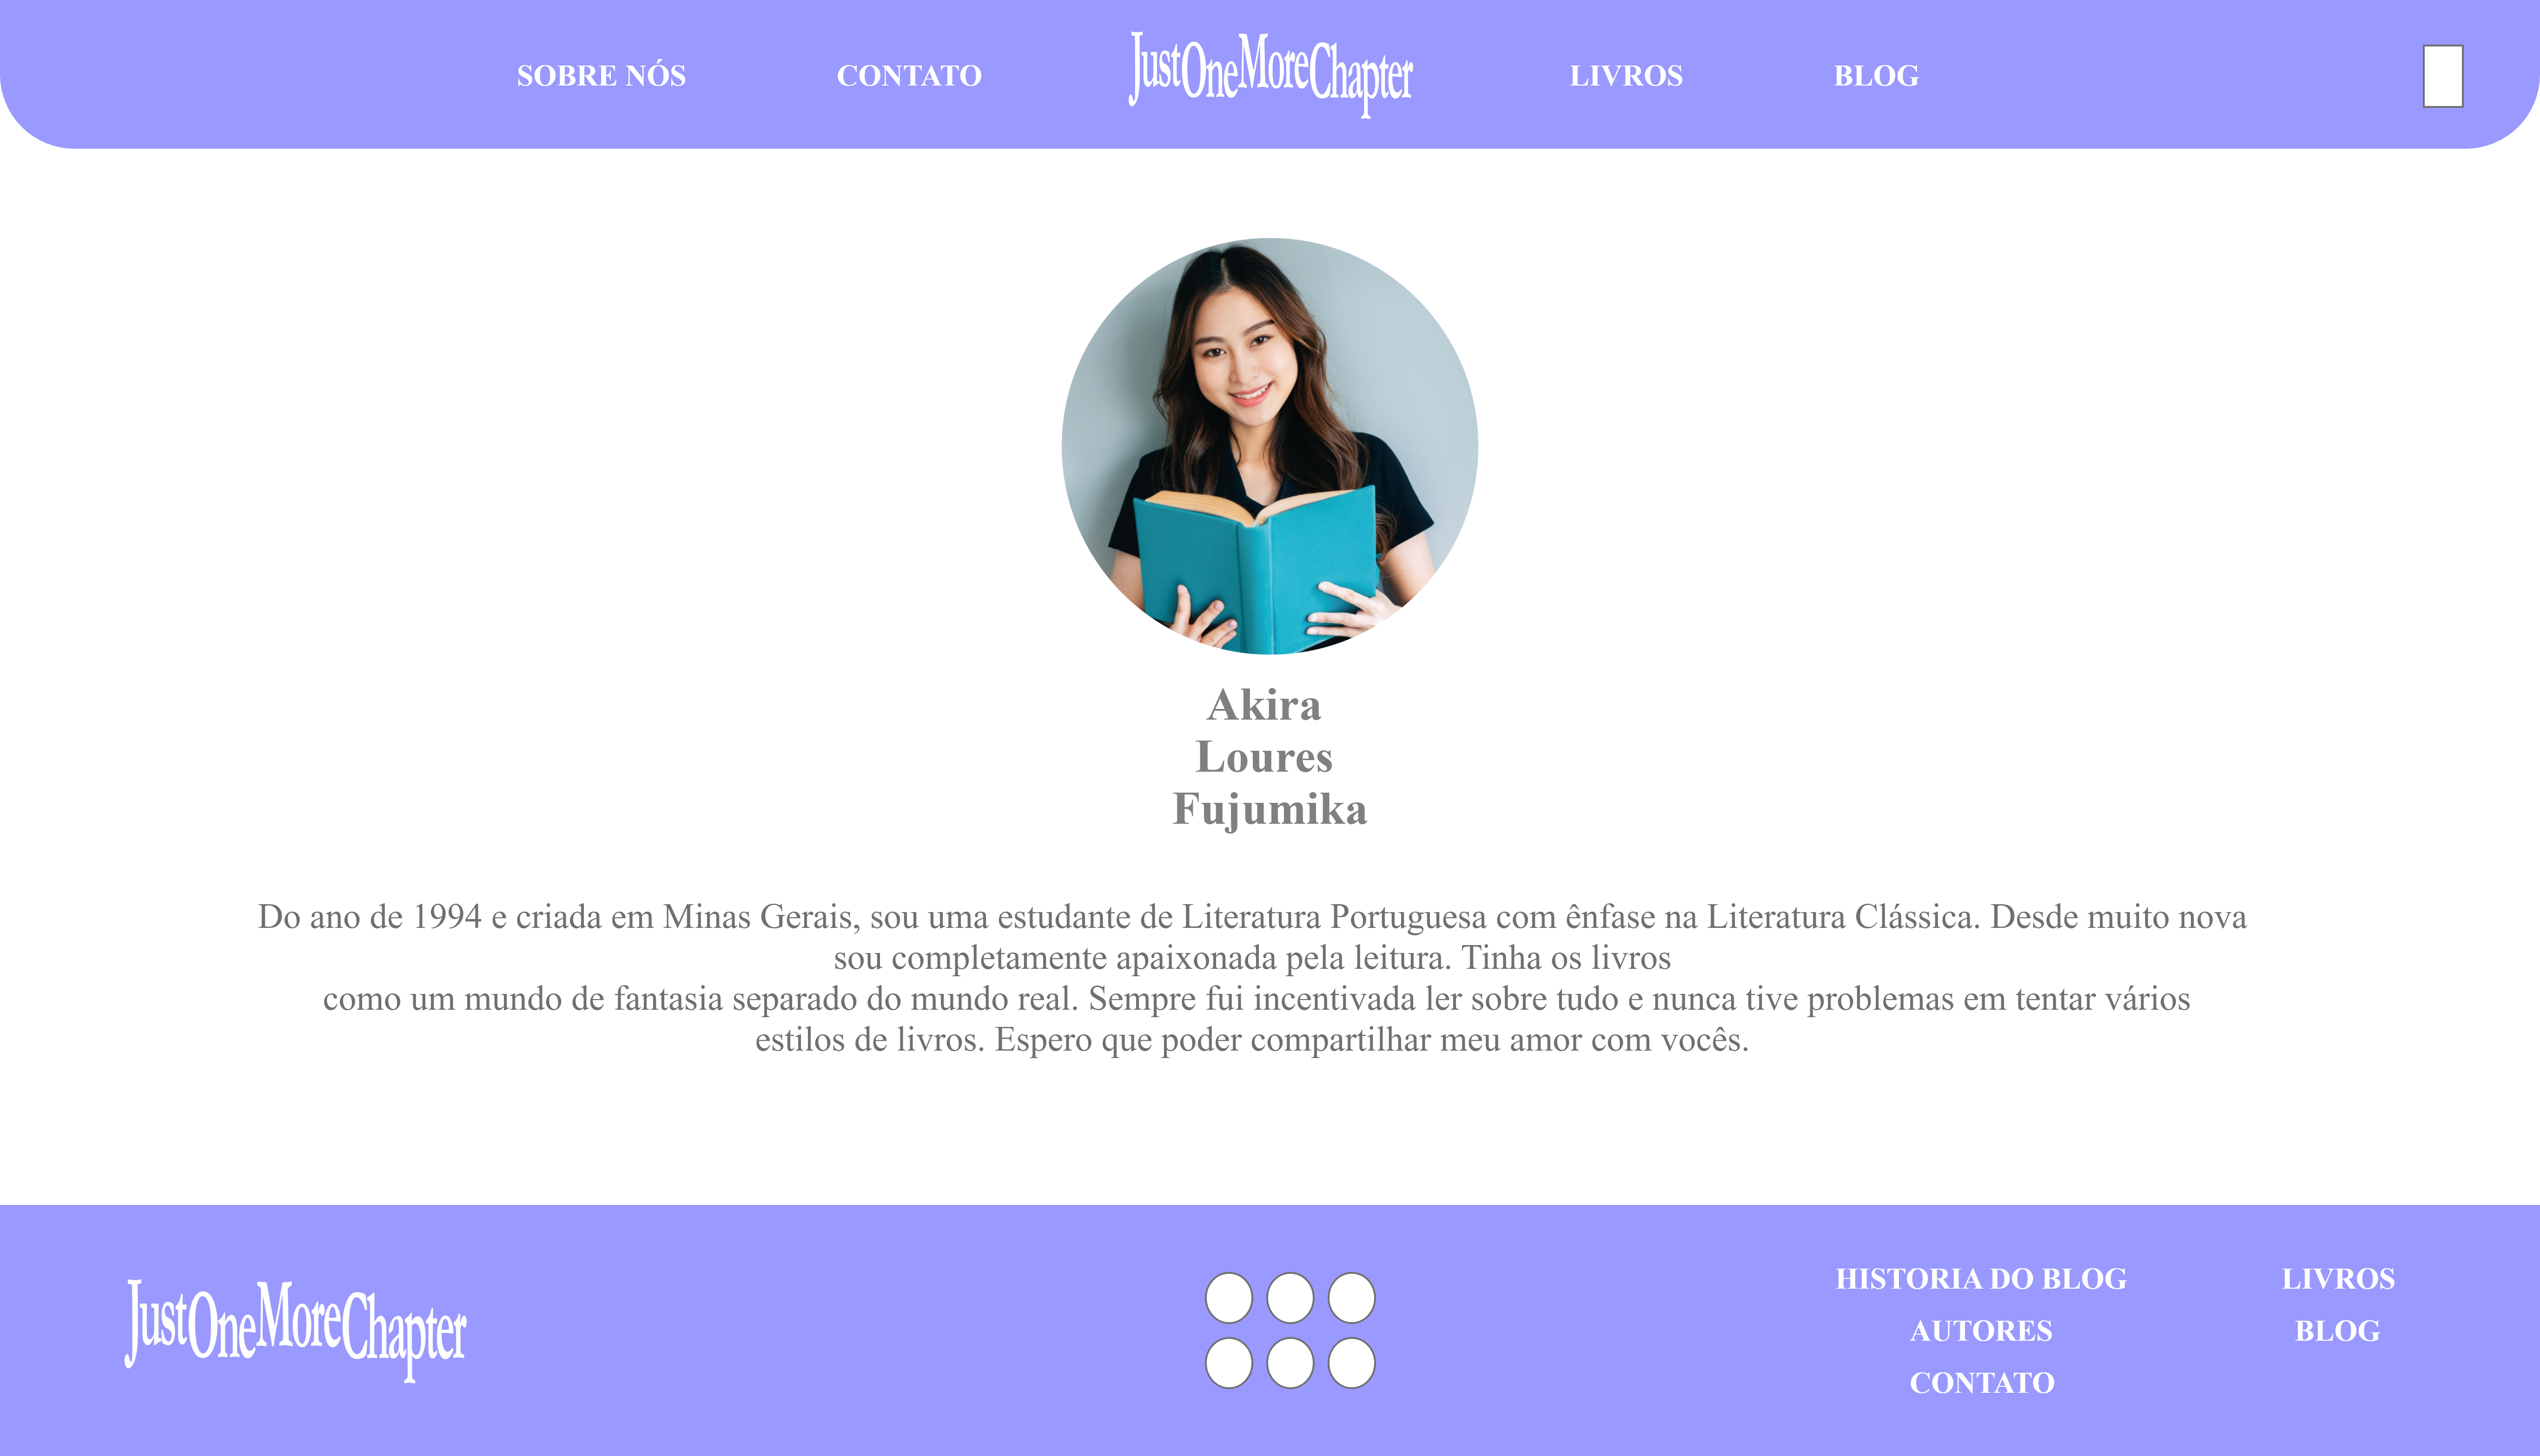 SOBRE NÓS CONTATO JustOneMoreChapter LIVROS BLOG
Akira
Loures
Fujumika
Do ano de 1994 e criada em Minas Gerais, sou uma estudante de Literatura Portuguesa com ênfase na Literatura Clássica. Desde muito nova
sou completamente apaixonada pela leitura. Tinha os livros
como um mundo de fantasia separado do mundo real. Sempre fui incentivada ler sobre tudo e nunca tive problemas em tentar vários
estilos de livros. Espero que poder compartilhar meu amor com vocês.
JustOneMoreChapter
HISTORIA DO BLOG
AUTORES
CONTATO
LIVROS
BLOG